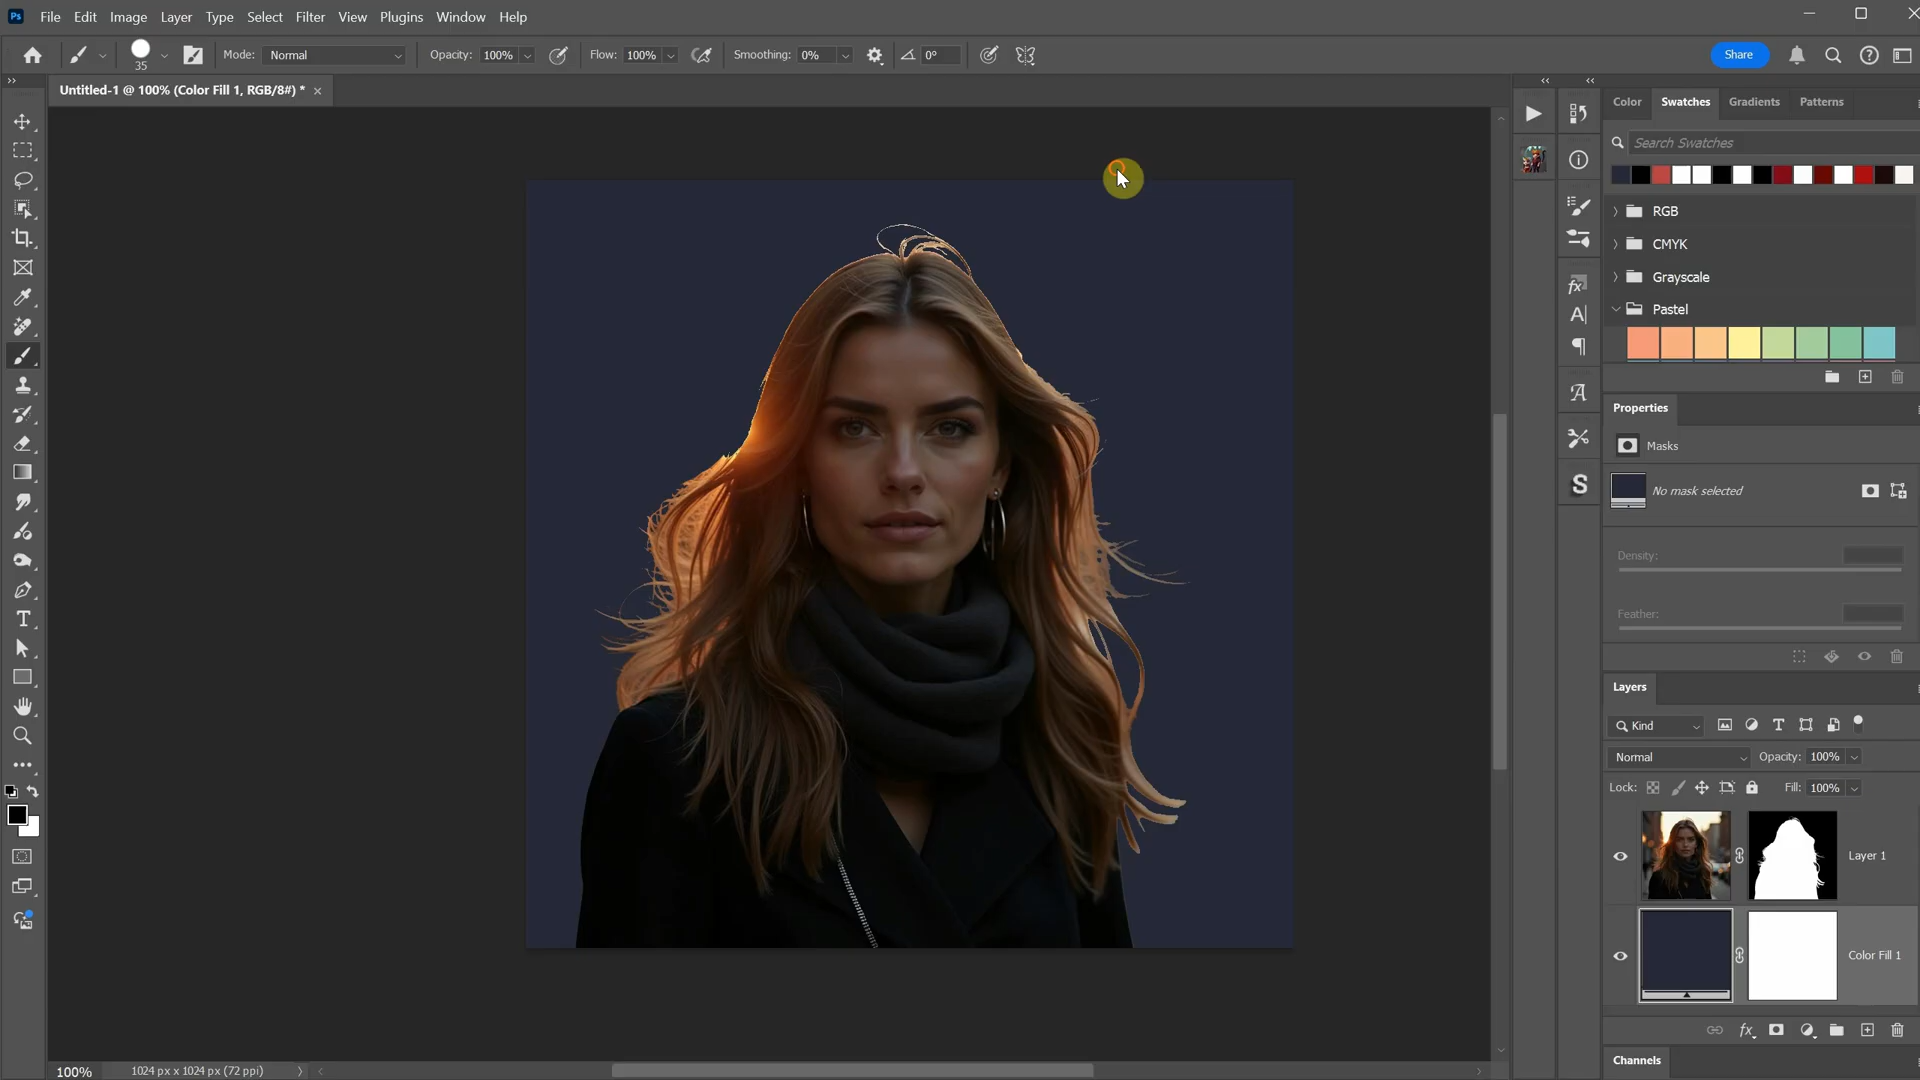 Ps File Edit Image Layer Type Select Filter View Plugins Window Help
35 Mode: Normal Opacity: 100% Flow: 100% Smoothing: 0% 0° Share
Untitled-1 @ 100% (Color Fill 1, RGB/8#) *
Color Swatches Gradients Patterns
Search Swatches
RGB
CMYK
Grayscale
Pastel
Properties
Masks
No mask selected
Density:
Feather:
Layers
Kind
Normal Opacity: 100%
Lock: Fill: 100%
Layer 1
Color Fill 1
fx
Channels
100% 1024 px x 1024 px (72 ppi)